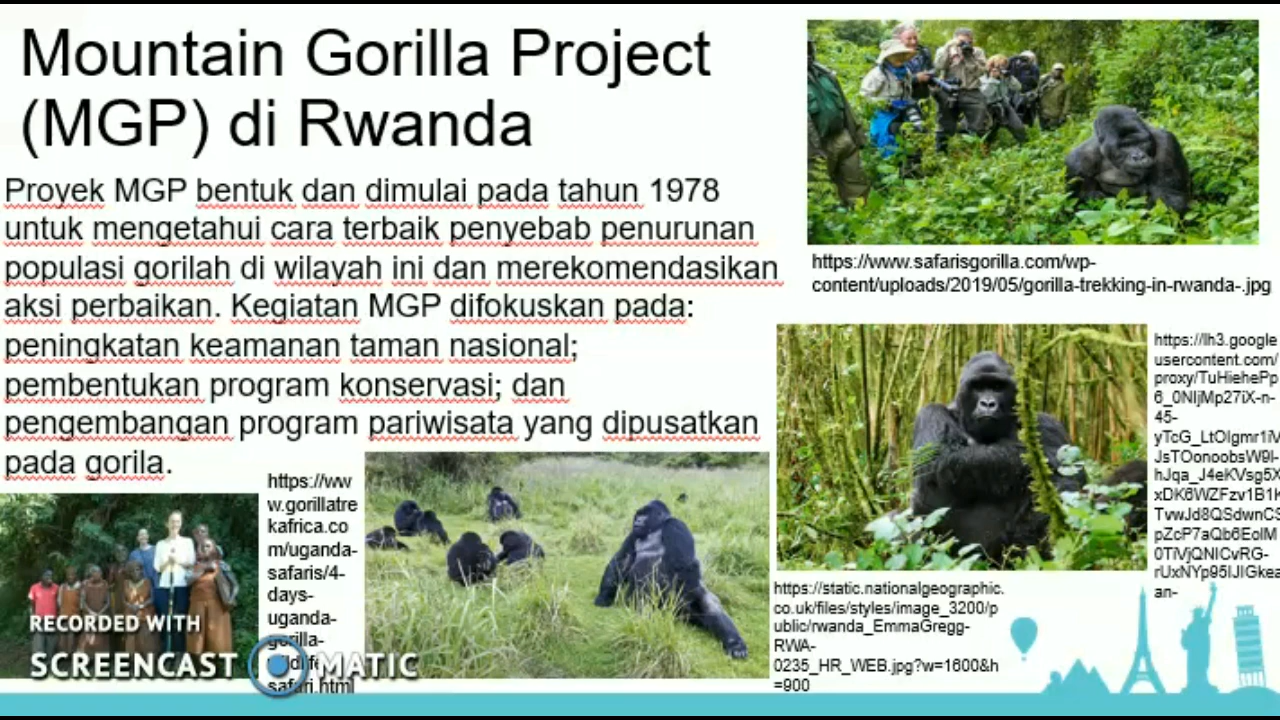 Mountain Gorilla Project
(MGP) di Rwanda
Proyek MGP bentuk dan dimulai pada tahun 1978
untuk mengetahui cara terbaik penyebab penurunan
populasi gorilah di wilayah ini dan merekomendasikan
aksi perbaikan. Kegiatan MGP difokuskan pada:
peningkatan keamanan taman nasional;
pembentukan program konservasi; dan
pengembangan program pariwisata yang dipusatkan
pada gorila.
https://www.safarisgorilla.com/wp-
content/uploads/2019/05/gorilla-trekking-in-rwanda-.jpg
https://lh3.google
usercontent.com/
proxy/TuHiehePp
6_0NIjMp27iX-n-
45-
JsTOonoobsW9I-
hJqa_J4eKVsg5X
xDK6WZFzv1B1K
TvwJd8QSdwnCS
pZcP7aQb6EoIM
0TiVjQNICvRG-
rUxNYp95IJIGkea
an-
https://ww
w.gorillatre
kafrica.co
m/uganda-
safaris/4-
days-
uganda-
gorilla-
wildlife-
safari.html
https://static.nationalgeographic.
co.uk/files/styles/image_3200/p
ublic/rwanda_EmmaGregg-
RWA-
0235_HR_WEB.jpg?w=1600&h
=900
RECORDED WITH
SCREENCAST MATIC